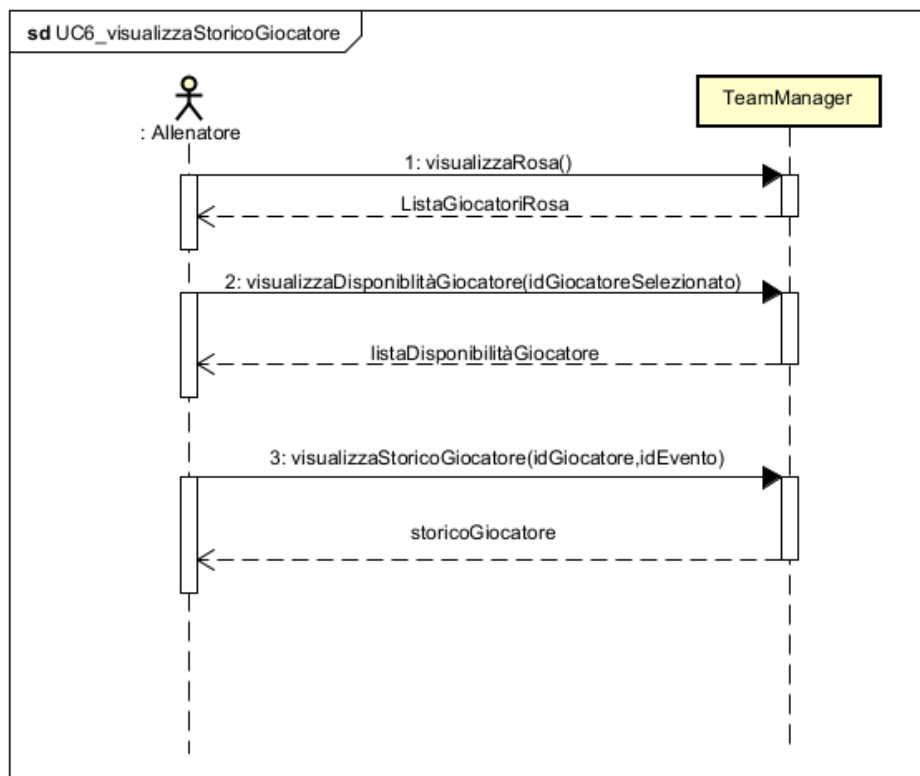 sd UC6_visualizzaStoricoGiocatore
: Allenatore
TeamManager
1: visualizzaRosa()
ListaGiocatoriRosa
2: visualizzaDisponiblitàGiocatore(idGiocatoreSelezionato)
listaDisponibilitàGiocatore
3: visualizzaStoricoGiocatore(idGiocatore,idEvento)
storicoGiocatore